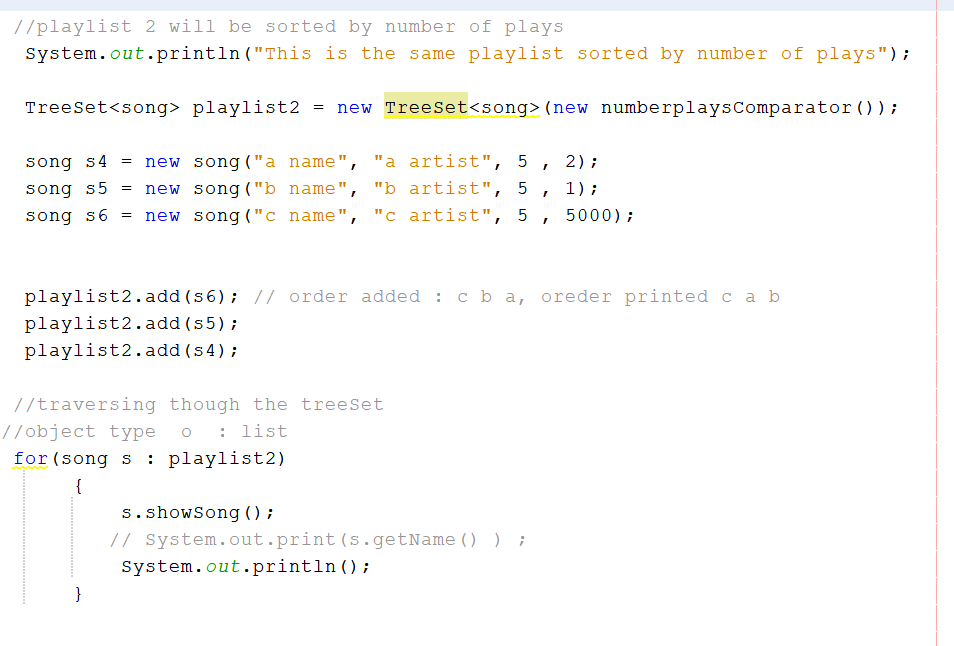 //playlist 2 will be sorted by number of plays
System.out.println("This is the same playlist sorted by number of plays");
TreeSet<song> playlist2 = new TreeSet<song>(new numberplaysComparator());
song s4 = new song("a name", "a artist", 5 , 2);
song s5 = new song("b name", "b artist", 5 , 1);
song s6 = new song("c name", "c artist", 5 , 5000);
playlist2.add(s6); // order added : c b a, oreder printed c a b
playlist2.add(s5);
playlist2.add(s4);
//traversing though the treeSet
//object type  o  : list
for(song s : playlist2)
{
s.showSong();
// System.out.print(s.getName() ) ;
System.out.println();
}